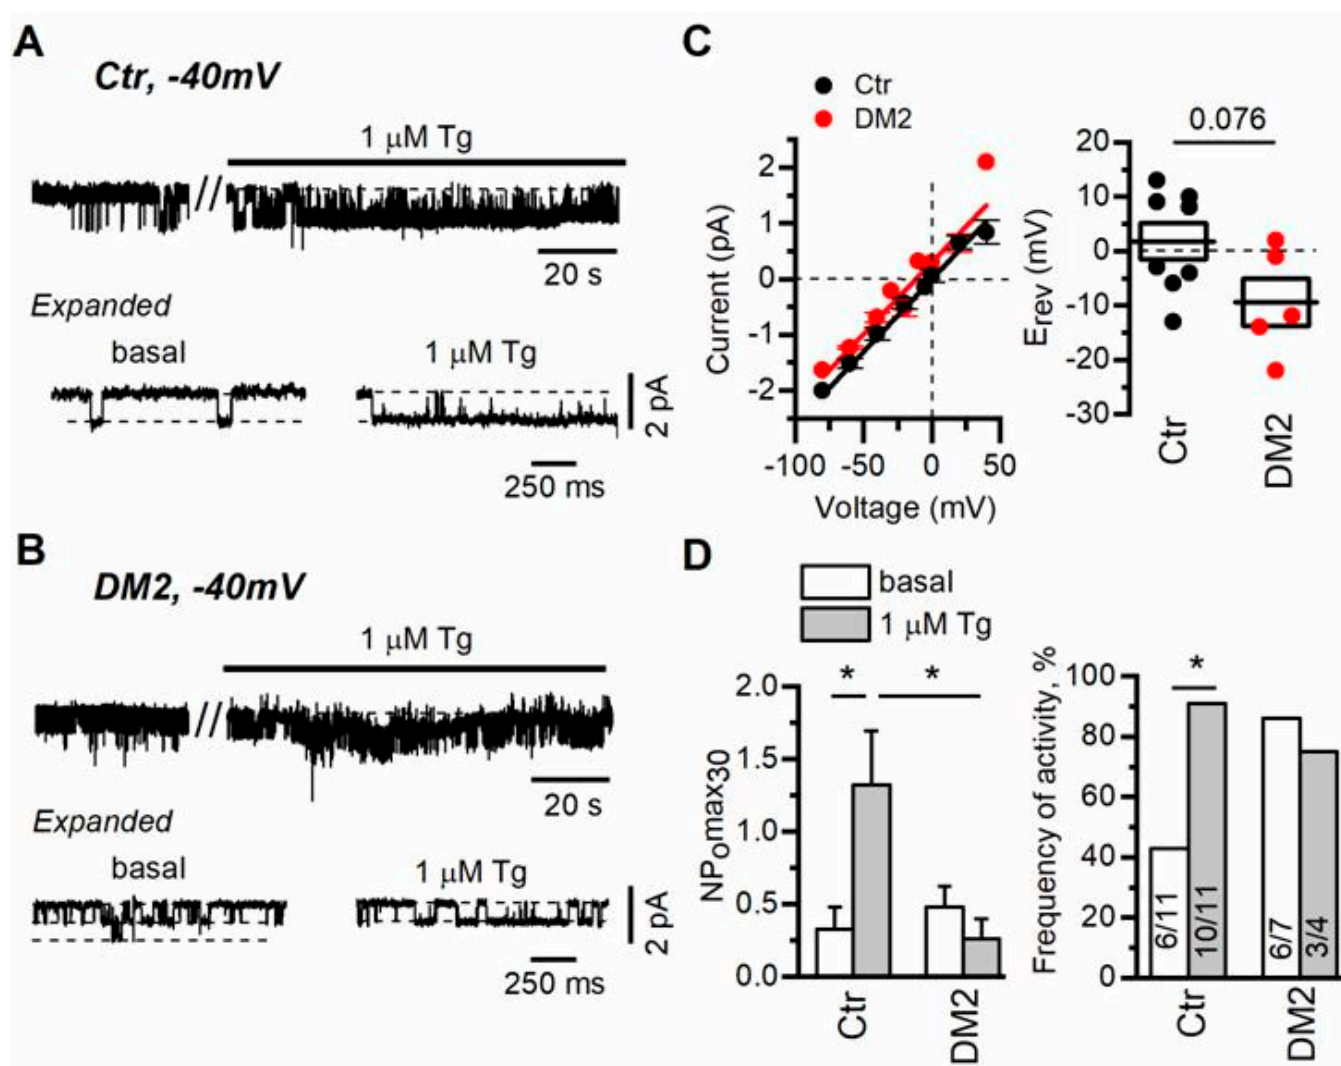 A
Ctr, -40mV
1 μM Tg
20 s
Expanded
basal
1 μM Tg
2 pA
250 ms
B
DM2, -40mV
1 μM Tg
20 s
Expanded
basal
1 μM Tg
2 pA
250 ms
C
Ctr
DM2
Current (pA)
2
1
0
-1
-2
-100 -50 0 50
Voltage (mV)
0.076
Erev (mV)
20
10
0
-10
-20
-30
Ctr
DM2
D
basal
1 μM Tg
* *
NPomax30
2.0
1.5
1.0
0.5
0.0
Ctr
DM2
Frequency of activity, %
*
100
80
60
40
20
0
6/11
10/11
6/7
3/4
Ctr
DM2